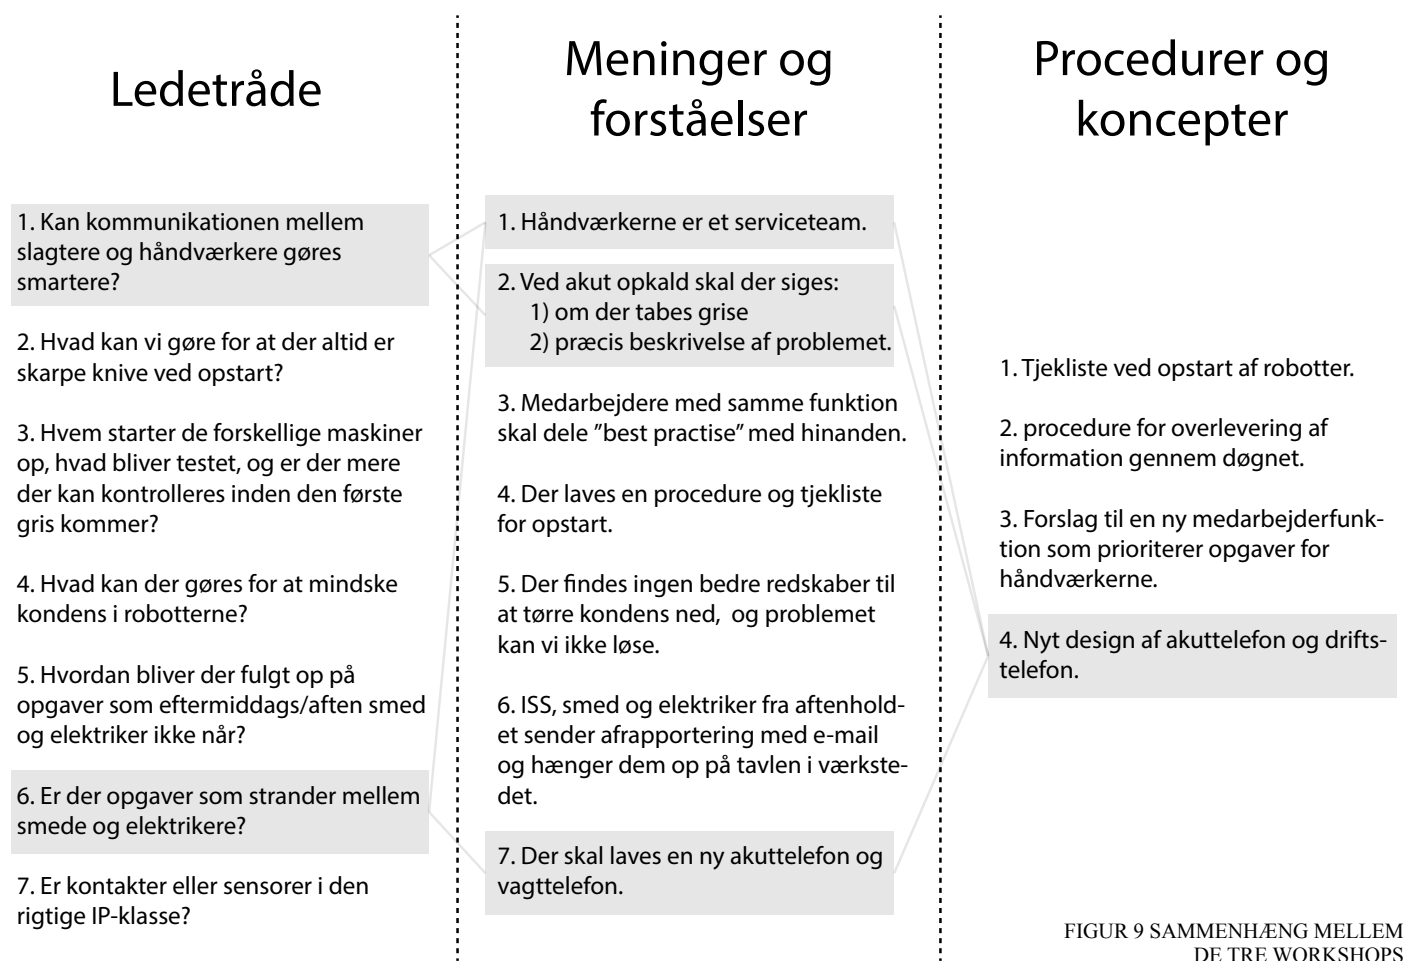 Ledetråde
1. Kan kommunikationen mellem
slagtere og håndværkere gøres
smartere?
2. Hvad kan vi gøre for at der altid er
skarpe knive ved opstart?
3. Hvem starter de forskellige maskiner
op, hvad bliver testet, og er der mere
der kan kontrolleres inden den første
gris kommer?
4. Hvad kan der gøres for at mindske
kondens i robotterne?
5. Hvordan bliver der fulgt op på
opgaver som eftermiddags/aften smed
og elektriker ikke når?
6. Er der opgaver som strander mellem
smede og elektrikere?
7. Er kontakter eller sensorer i den
rigtige IP-klasse?
Meninger og
forståelser
1. Håndværkerne er et serviceteam.
2. Ved akut opkald skal der siges:
1) om der tabes grise
2) præcis beskrivelse af problemet.
3. Medarbejdere med samme funktion
skal dele ”best practise” med hinanden.
4. Der laves en procedure og tjekliste
for opstart.
5. Der findes ingen bedre redskaber til
at tørre kondens ned,  og problemet
kan vi ikke løse.
6. ISS, smed og elektriker fra aftenhold-
et sender afrapportering med e-mail
og hænger dem op på tavlen i værkste-
det.
7. Der skal laves en ny akuttelefon og
vagttelefon.
Procedurer og
koncepter
1. Tjekliste ved opstart af robotter.
2. procedure for overlevering af
information gennem døgnet.
3. Forslag til en ny medarbejderfunk-
tion som prioriterer opgaver for
håndværkerne.
4. Nyt design af akuttelefon og drifts-
telefon.
FIGUR 9 SAMMENHÆNG MELLEM
DE TRE WORKSHOPS